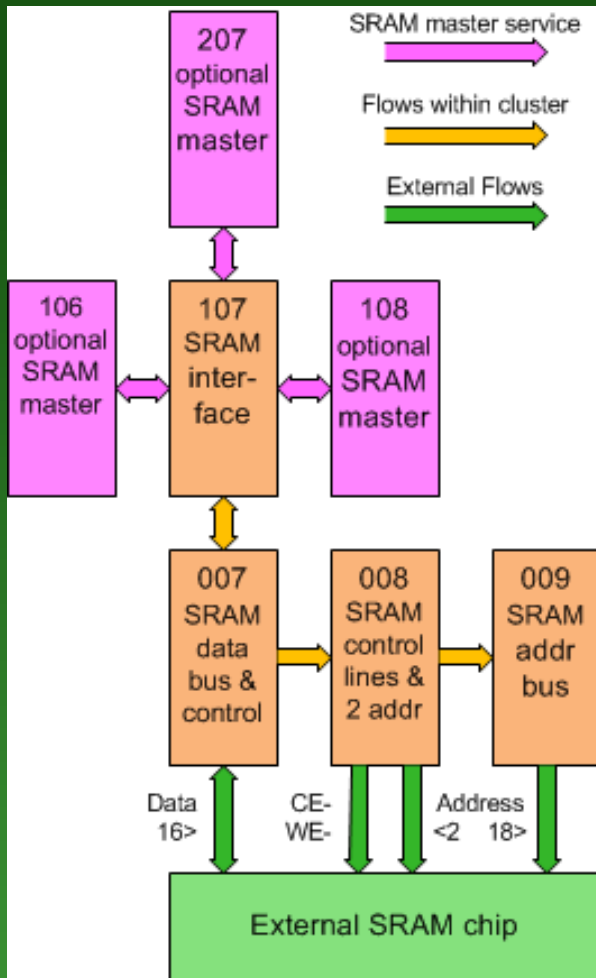 207
optional
SRAM
master
SRAM master service
Flows within cluster
External Flows
106
optional
SRAM
master
107
SRAM
inter-
face
108
optional
SRAM
master
007
SRAM
data
bus &
control
008
SRAM
control
lines &
2 addr
009
SRAM
addr
bus
Data
16>
CE-
WE-
Address
<2 18>
External SRAM chip